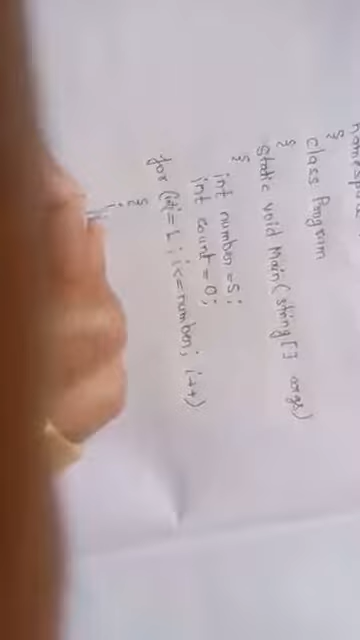 {
class Program
{
static void Main(string[] args)
{
int number = 5;
int count = 0;
for (int i = 1; i <= number; i++)
{
i